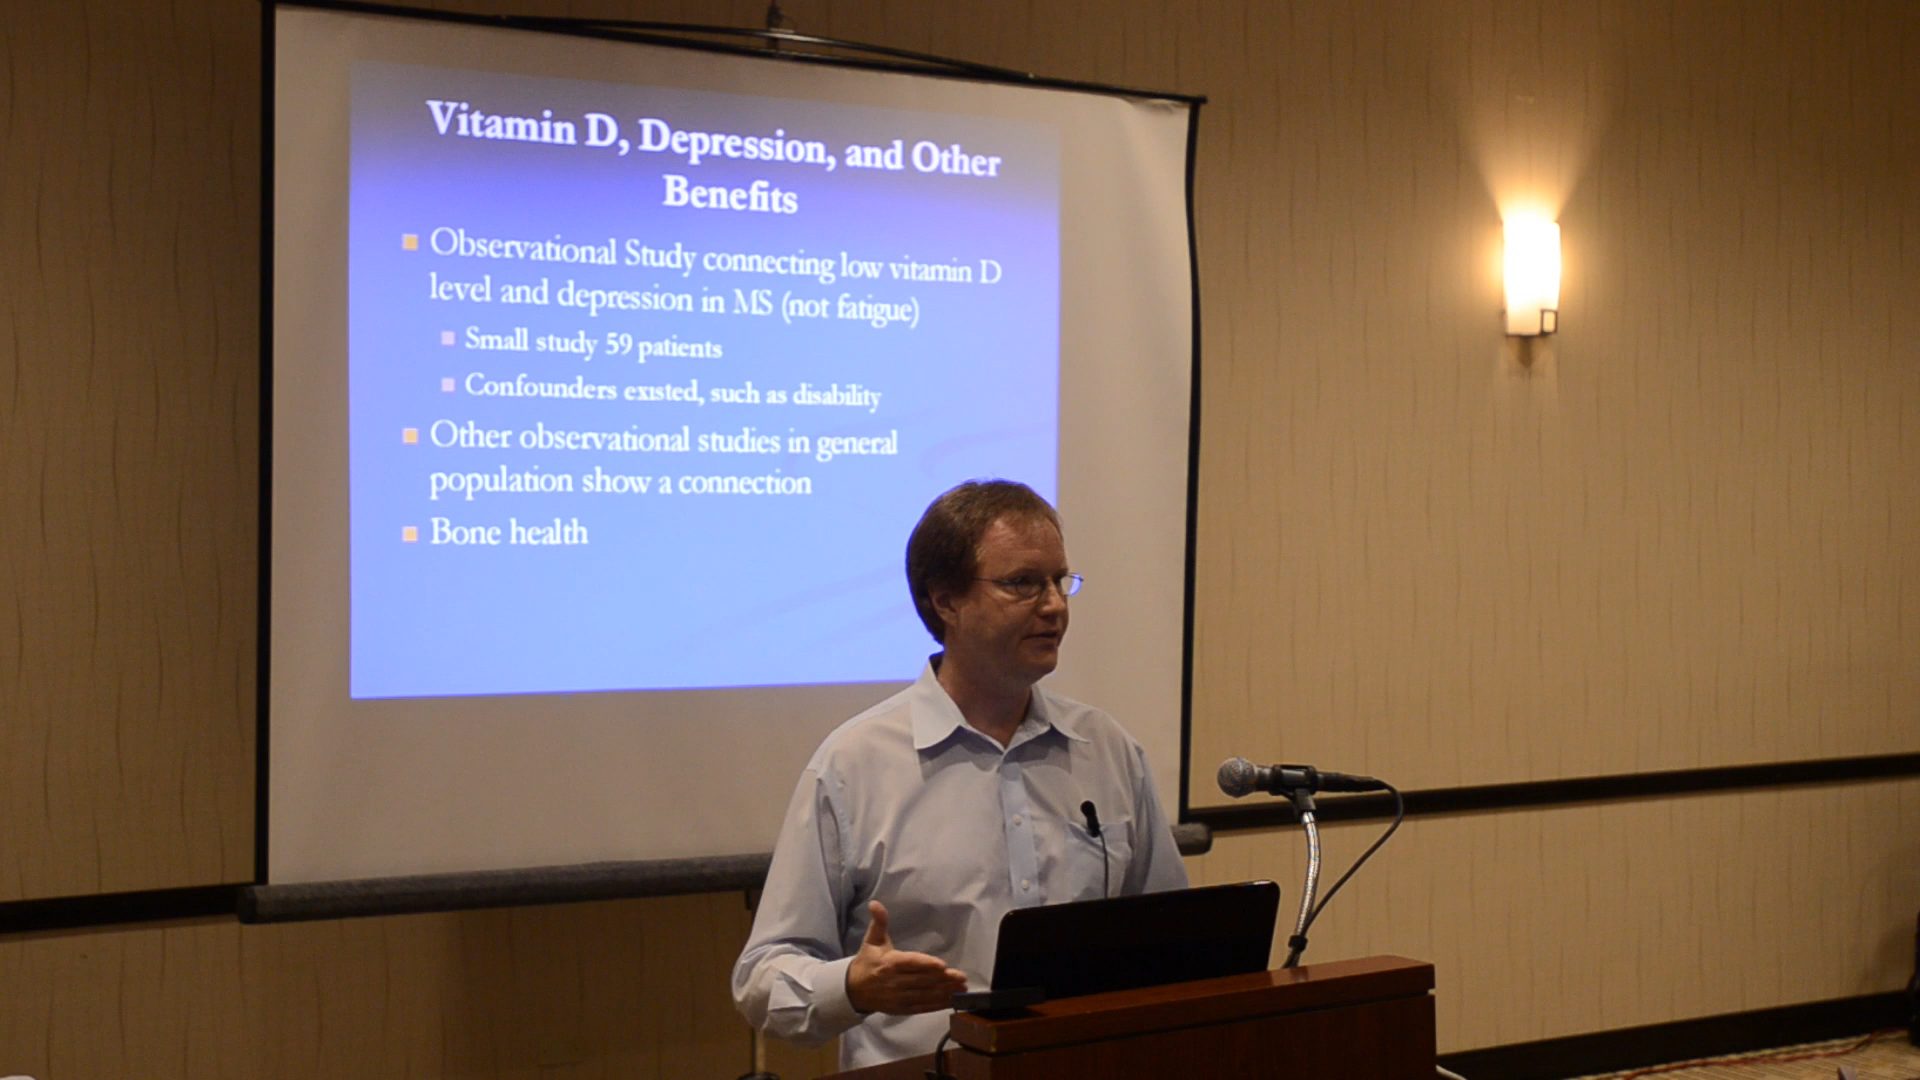 Vitamin D, Depression, and Other
Benefits
Observational Study connecting low vitamin D
level and depression in MS (not fatigue)
Small study 59 patients
Confounders existed, such as disability
Other observational studies in general
population show a connection
Bone health